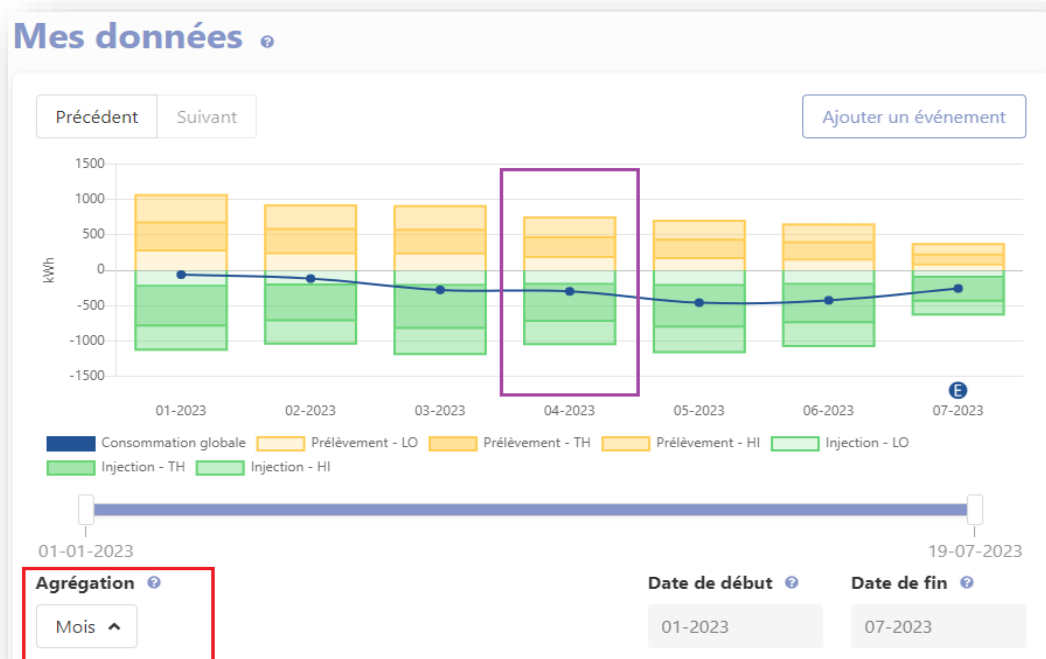 Mes données ?
Précédent Suivant Ajouter un événement
1500
1000
500
0
-500
-1000
-1500
kWh
E
01-2023 02-2023 03-2023 04-2023 05-2023 06-2023 07-2023
Consommation globale Prélèvement - LO Prélèvement - TH Prélèvement - HI Injection - LO
Injection - TH Injection - HI
01-01-2023 19-07-2023
Agrégation ? Date de début ? Date de fin ?
Mois 01-2023 07-2023